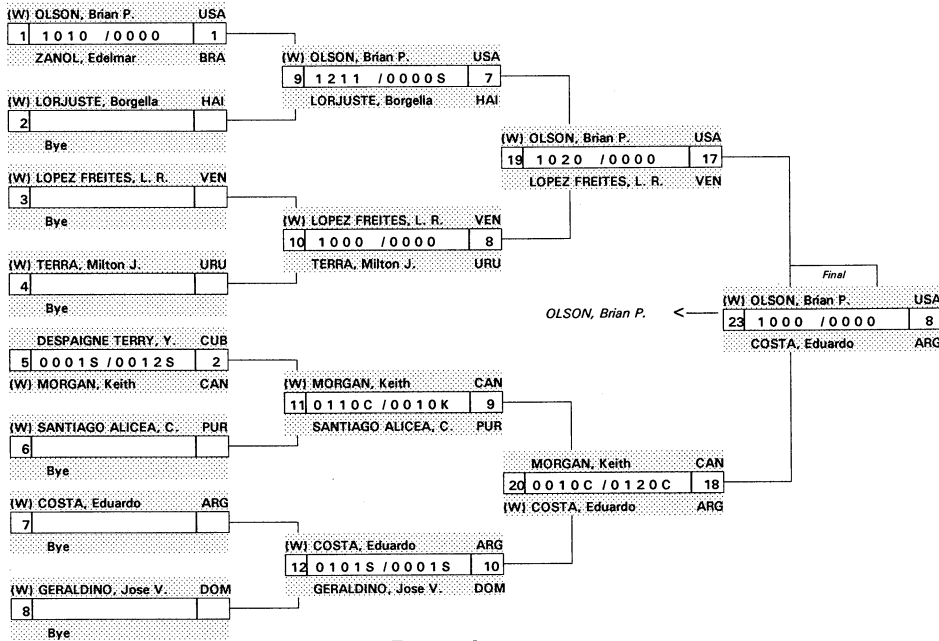 (W) OLSON, Brian P. USA
1 1010 /0000 1
ZANOL, Edelmar BRA
(W) LORJUSTE, Borgella HAI
2
Bye
(W) LOPEZ FREITES, L. R. VEN
3
Bye
(W) TERRA, Milton J. URU
4
Bye
DESPAIGNE TERRY, Y. CUB
5 0001S /0012S 2
(W) MORGAN, Keith CAN
(W) SANTIAGO ALICEA, C. PUR
6
Bye
(W) COSTA, Eduardo ARG
7
Bye
(W) GERALDINO, Jose V. DOM
8
Bye
(W) OLSON, Brian P. USA
9 1211 /0000S 7
LORJUSTE, Borgella HAI
(W) LOPEZ FREITES, L. R. VEN
10 1000 /0000 8
TERRA, Milton J. URU
(W) MORGAN, Keith CAN
11 0110C /0010K 9
SANTIAGO ALICEA, C. PUR
(W) COSTA, Eduardo ARG
12 0101S /0001S 10
GERALDINO, Jose V. DOM
(W) OLSON, Brian P. USA
19 1020 /0000 17
LOPEZ FREITES, L. R. VEN
MORGAN, Keith CAN
20 0010C /0120C 18
(W) COSTA, Eduardo ARG
Final
(W) OLSON, Brian P. USA
23 1000 /0000 8
COSTA, Eduardo ARG
OLSON, Brian P. <